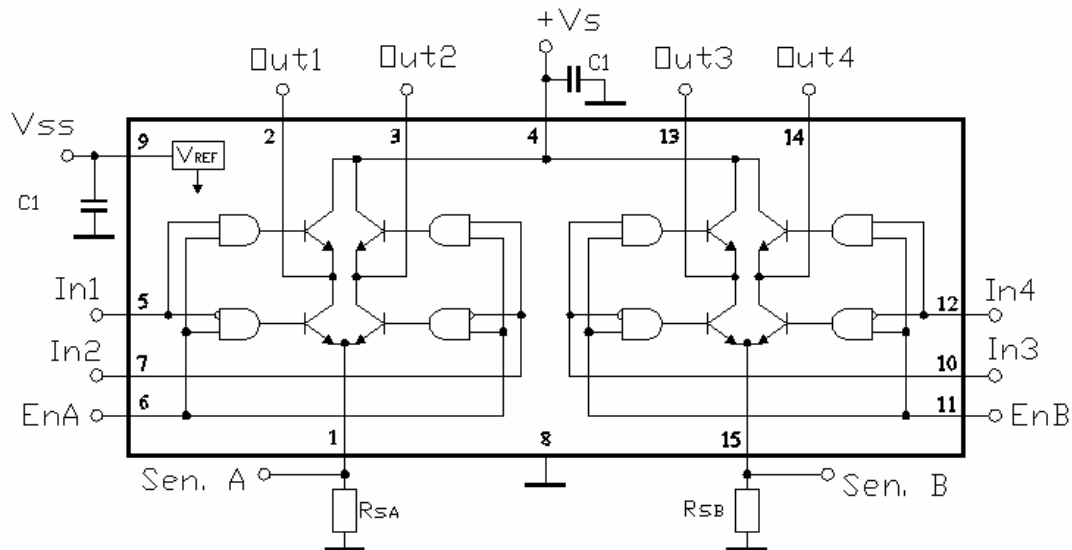 +Vs
Out1
Out2
C1
Out3
Out4
Vss
9
2
3
4
13
14
VREF
C1
In1
5
12
In4
In2
7
10
In3
EnA
6
11
EnB
1
8
15
Sen. A
RSA
RSB
Sen. B